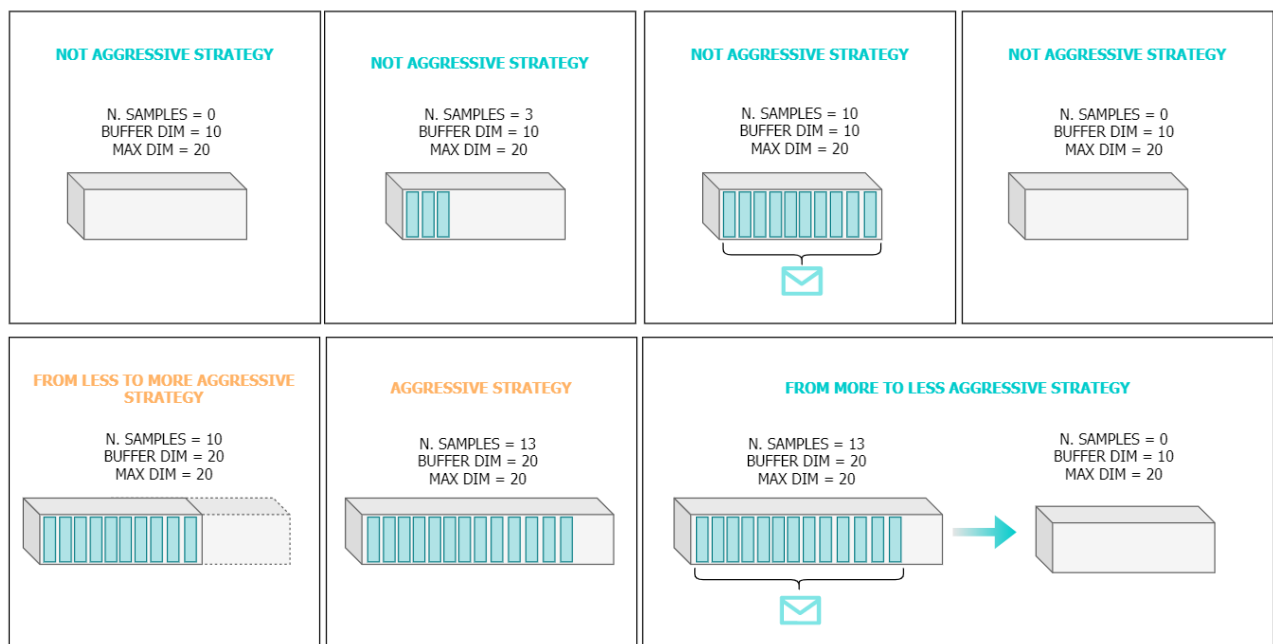 NOT AGGRESSIVE STRATEGY
N. SAMPLES = 0
BUFFER DIM = 10
MAX DIM = 20
NOT AGGRESSIVE STRATEGY
N. SAMPLES = 3
BUFFER DIM = 10
MAX DIM = 20
NOT AGGRESSIVE STRATEGY
N. SAMPLES = 10
BUFFER DIM = 10
MAX DIM = 20
NOT AGGRESSIVE STRATEGY
N. SAMPLES = 0
BUFFER DIM = 10
MAX DIM = 20
FROM LESS TO MORE AGGRESSIVE
STRATEGY
N. SAMPLES = 10
BUFFER DIM = 20
MAX DIM = 20
AGGRESSIVE STRATEGY
N. SAMPLES = 13
BUFFER DIM = 20
MAX DIM = 20
FROM MORE TO LESS AGGRESSIVE STRATEGY
N. SAMPLES = 13
BUFFER DIM = 20
MAX DIM = 20
N. SAMPLES = 0
BUFFER DIM = 10
MAX DIM = 20